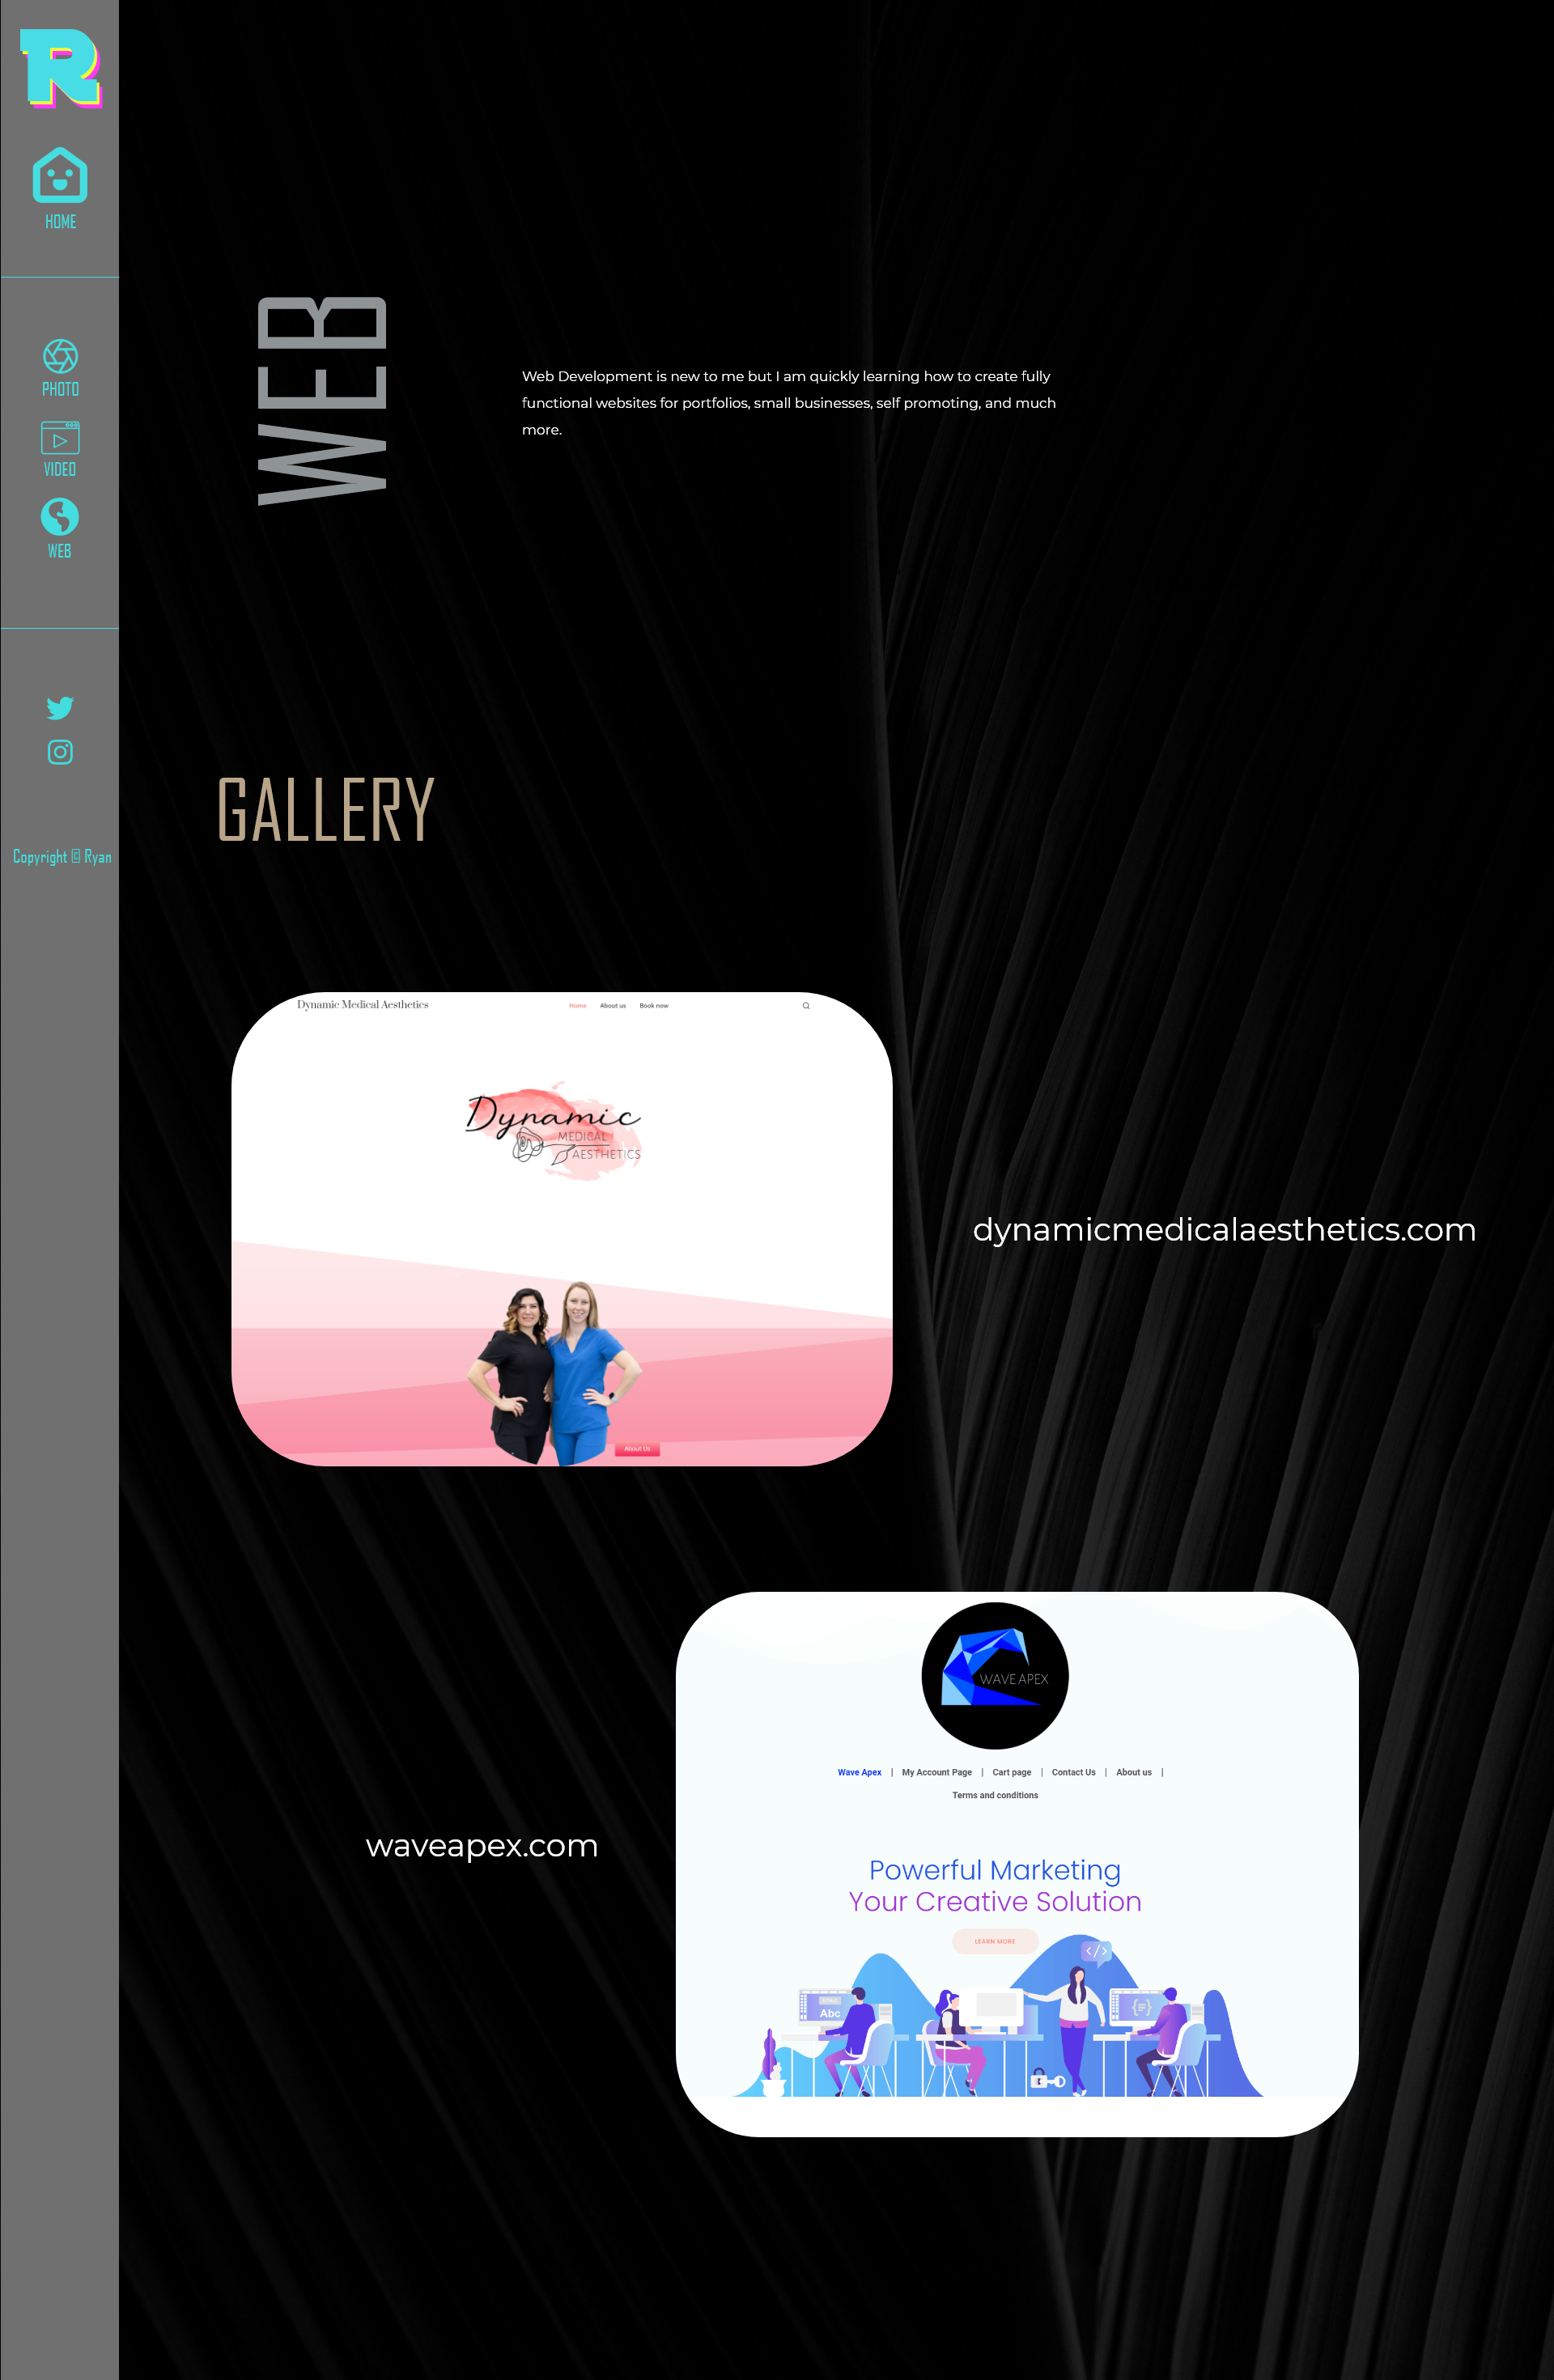 R
HOME
PHOTO
VIDEO
WEB
Copyright © Ryan
WEB
Web Development is new to me but I am quickly learning how to create fully
functional websites for portfolios, small businesses, self promoting, and much
more.
GALLERY
Dynamic Medical Aesthetics
Home About us Book now
Dynamic
MEDICAL
AESTHETICS
About Us
dynamicmedicalaesthetics.com
WAVE APEX
Wave Apex | My Account Page | Cart page | Contact Us | About us |
Terms and conditions
waveapex.com
Powerful Marketing
Your Creative Solution
LEARN MORE
</> 
Abc
{ }